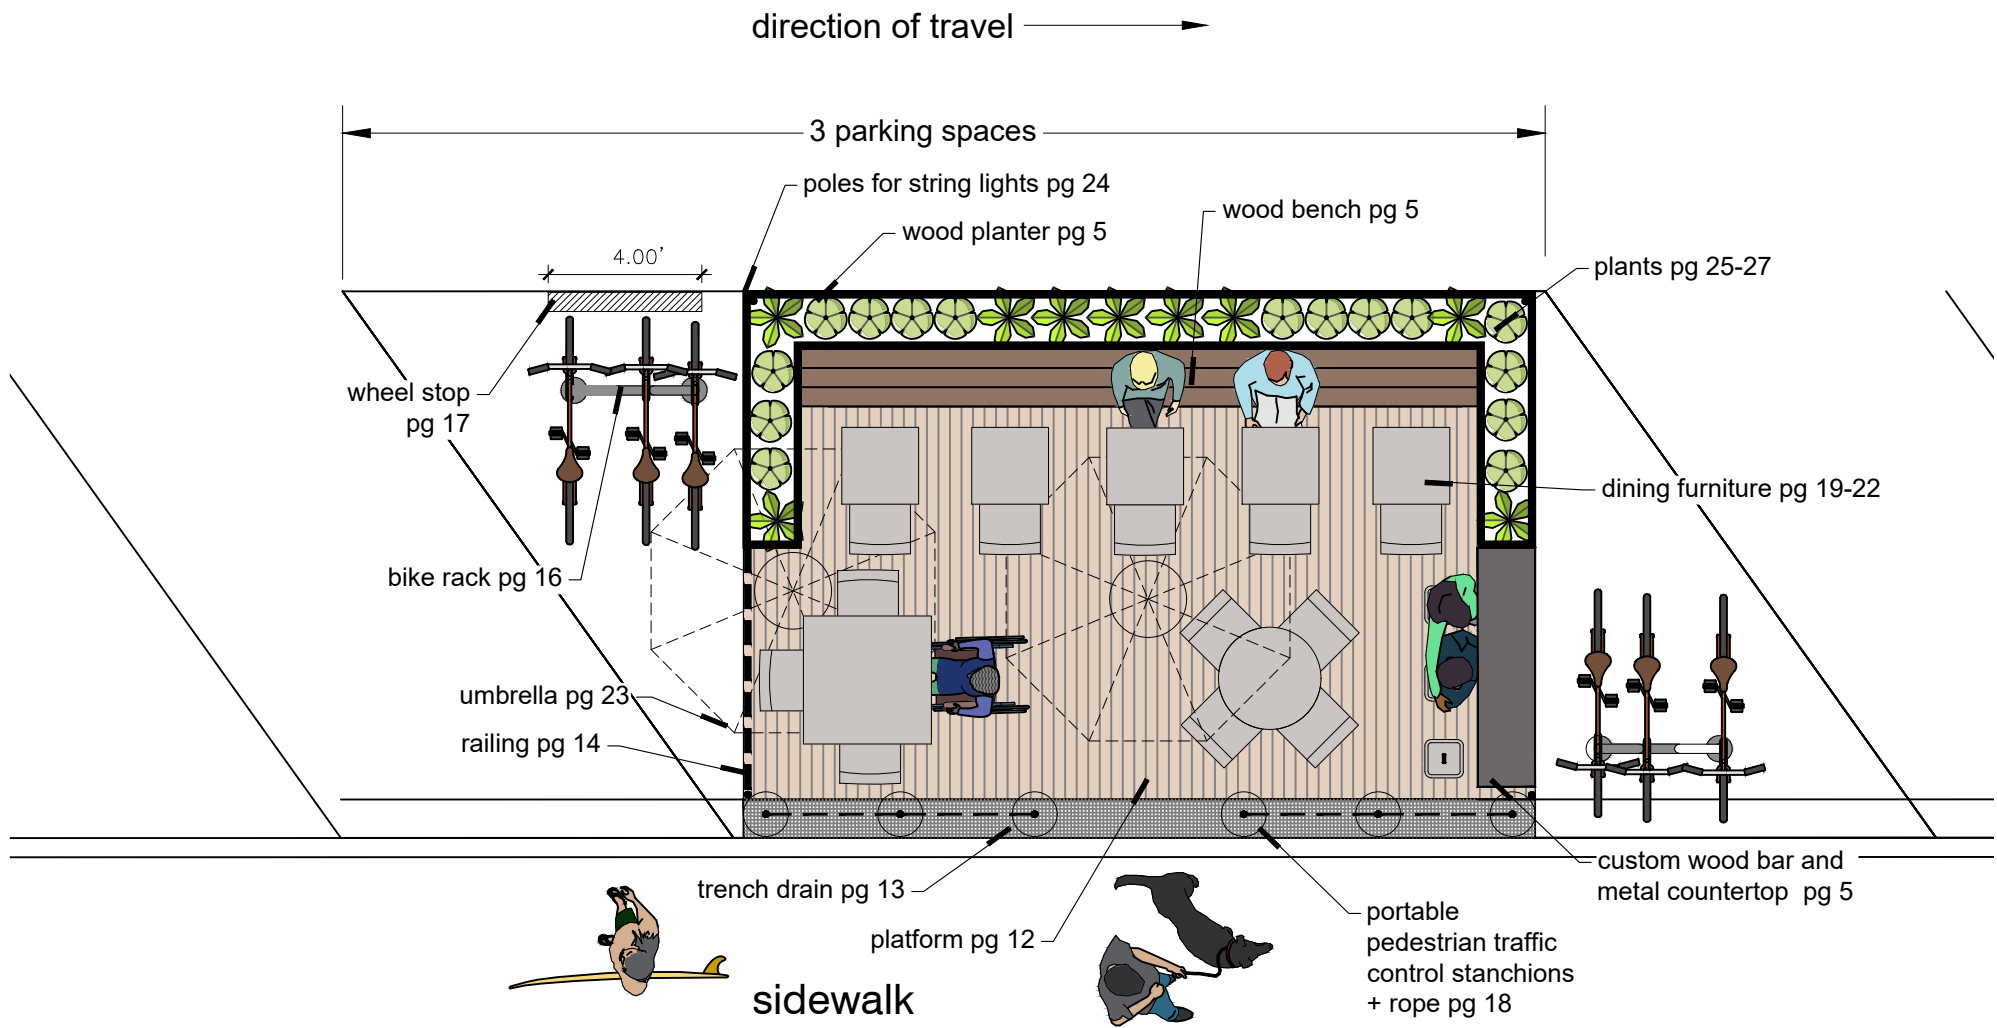 direction of travel
3 parking spaces
poles for string lights pg 24
wood bench pg 5
wood planter pg 5
4.00'
plants pg 25-27
wheel stop
pg 17
dining furniture pg 19-22
bike rack pg 16
umbrella pg 23
railing pg 14
trench drain pg 13
custom wood bar and
metal countertop pg 5
platform pg 12
portable
pedestrian traffic
control stanchions
+ rope pg 18
sidewalk